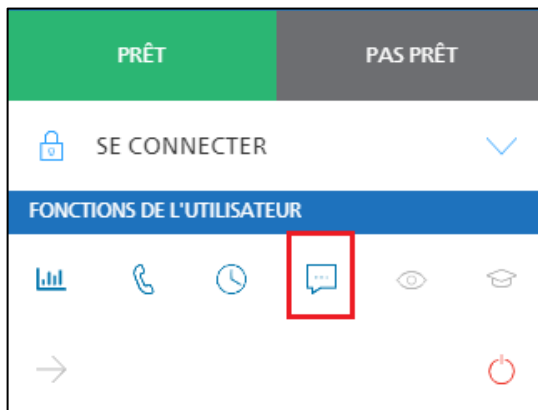 PRÊT
PAS PRÊT
SE CONNECTER
FONCTIONS DE L'UTILISATEUR